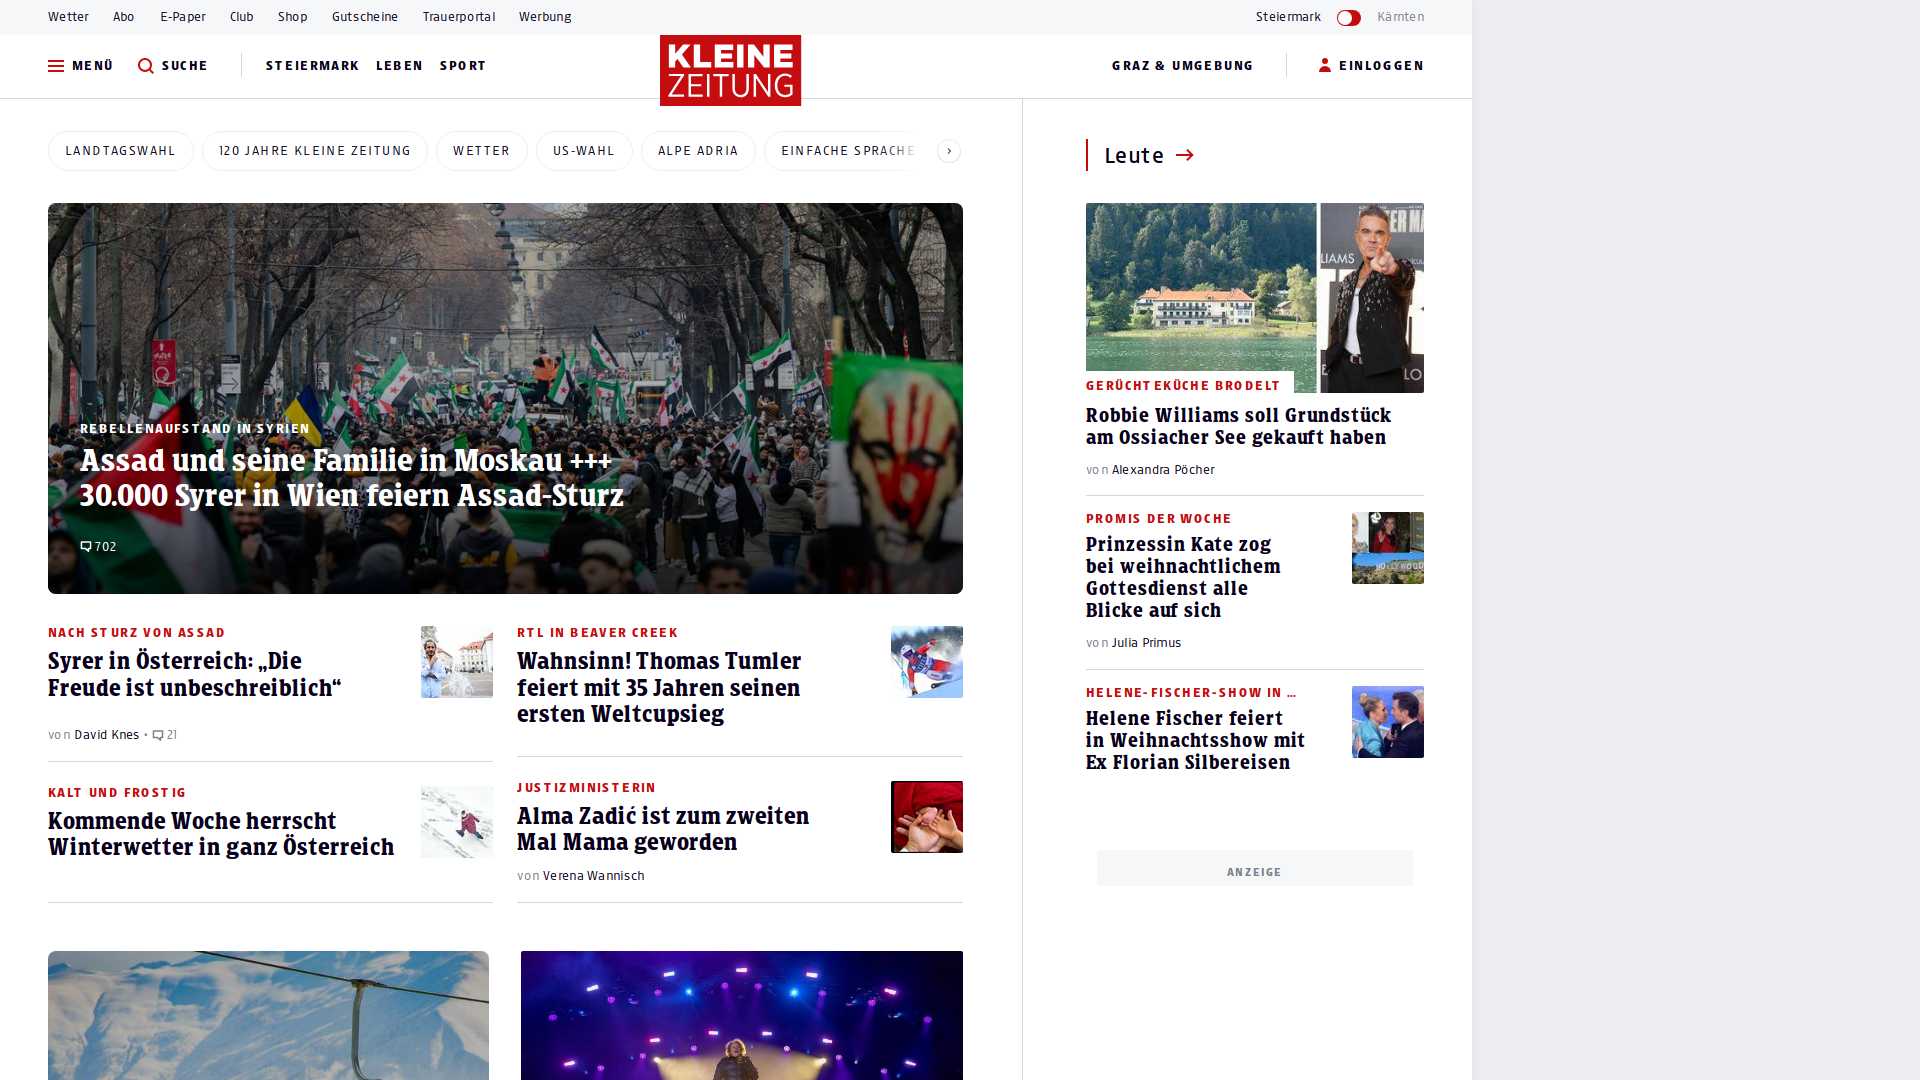 Wetter Abo E-Paper Club Shop Gutscheine Trauerportal Werbung Steiermark Kärnten
MENÜ SUCHE STEIERMARK LEBEN SPORT KLEINE ZEITUNG GRAZ & UMGEBUNG EINLOGGEN
LANDTAGSWAHL 120 JAHRE KLEINE ZEITUNG WETTER US-WAHL ALPE ADRIA EINFACHE SPRACHE
REBELLENAUFSTAND IN SYRIEN
Assad und seine Familie in Moskau +++
30.000 Syrer in Wien feiern Assad-Sturz
702
NACH STURZ VON ASSAD
Syrer in Österreich: „Die
Freude ist unbeschreiblich“
von David Knes • 21
RTL IN BEAVER CREEK
Wahnsinn! Thomas Tumler
feiert mit 35 Jahren seinen
ersten Weltcupsieg
KALT UND FROSTIG
Kommende Woche herrscht
Winterwetter in ganz Österreich
JUSTIZMINISTERIN
Alma Zadić ist zum zweiten
Mal Mama geworden
von Verena Wannisch
Leute
LIAMS
LO
GERÜCHTEKÜCHE BRODELT
Robbie Williams soll Grundstück
am Ossiacher See gekauft haben
von Alexandra Pöcher
PROMIS DER WOCHE
Prinzessin Kate zog
bei weihnachtlichem
Gottesdienst alle
Blicke auf sich
HOLLYWOOD
von Julia Primus
HELENE-FISCHER-SHOW IN ...
Helene Fischer feiert
in Weihnachtsshow mit
Ex Florian Silbereisen
ANZEIGE